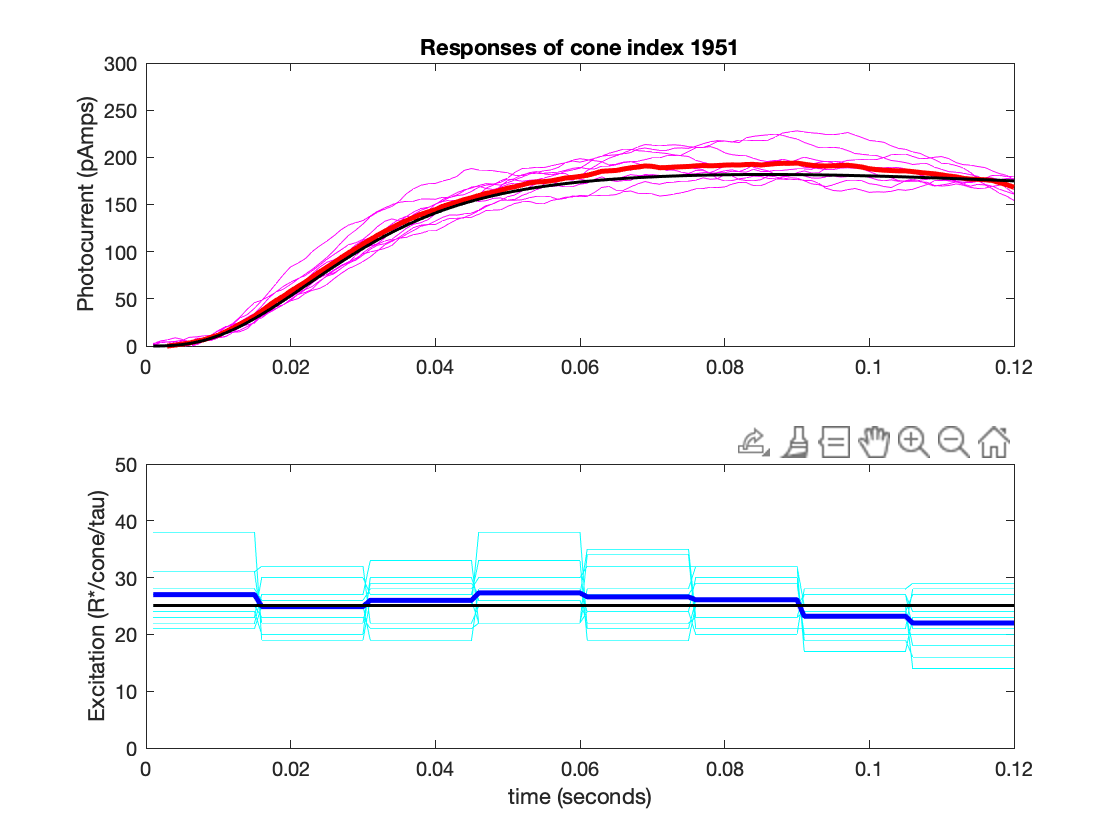 Responses of cone index 1951
Photocurrent (pAmps)
300
250
200
150
100
50
0
0 0.02 0.04 0.06 0.08 0.1 0.12
Excitation (R*/cone/tau)
50
40
30
20
10
0
0 0.02 0.04 0.06 0.08 0.1 0.12
time (seconds)